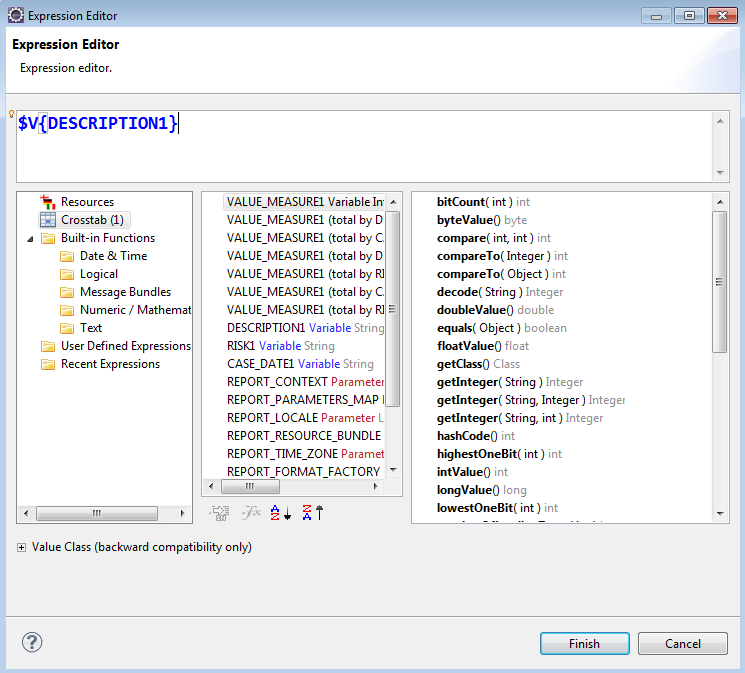 Expression Editor
Expression Editor
Expression editor.
$V{DESCRIPTION1}
Resources
Crosstab (1)
Built-in Functions
Date & Time
Logical
Message Bundles
Numeric / Mathemat
Text
User Defined Expressions
Recent Expressions
VALUE_MEASURE1 Variable In
VALUE_MEASURE1 (total by D
VALUE_MEASURE1 (total by C
VALUE_MEASURE1 (total by D
VALUE_MEASURE1 (total by RI
VALUE_MEASURE1 (total by C
VALUE_MEASURE1 (total by RI
DESCRIPTION1 Variable String
RISK1 Variable String
CASE_DATE1 Variable String
REPORT_CONTEXT Parameter
REPORT_PARAMETERS_MAP
REPORT_LOCALE Parameter L
REPORT_RESOURCE_BUNDLE
REPORT_TIME_ZONE Paramet
REPORT_FORMAT_FACTORY
bitCount( int ) int
byteValue() byte
compare( int, int ) int
compareTo( Integer ) int
compareTo( Object ) int
decode( String ) Integer
doubleValue() double
equals( Object ) boolean
floatValue() float
getClass() Class
getInteger( String ) Integer
getInteger( String, Integer ) Integer
getInteger( String, int ) Integer
hashCode() int
highestOneBit( int ) int
intValue() int
longValue() long
lowestOneBit( int ) int
Value Class (backward compatibility only)
Finish
Cancel